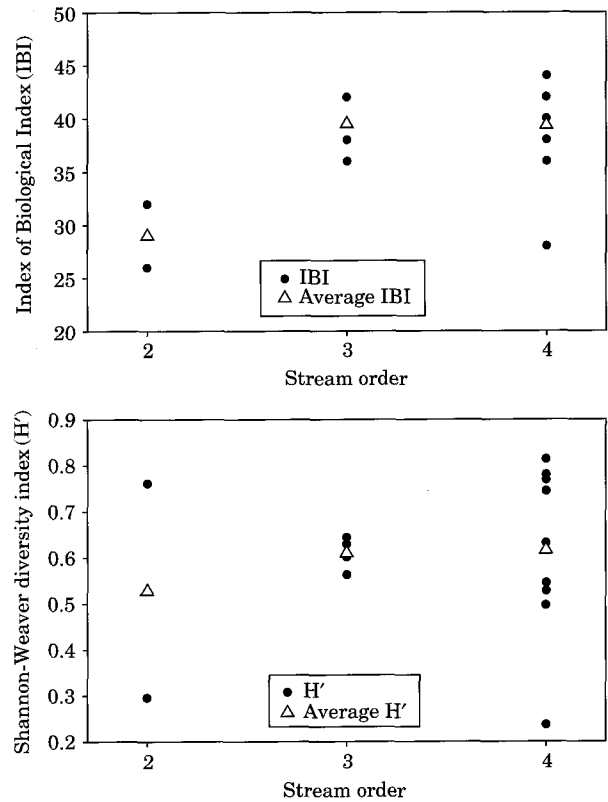 Index of Biological Index (IBI)
50
45
40
35
30
25
20
IBI
Average IBI
2
3
4
Stream order
Shannon-Weaver diversity index (H′)
0.9
0.8
0.7
0.6
0.5
0.4
0.3
0.2
H′
Average H′
2
3
4
Stream order